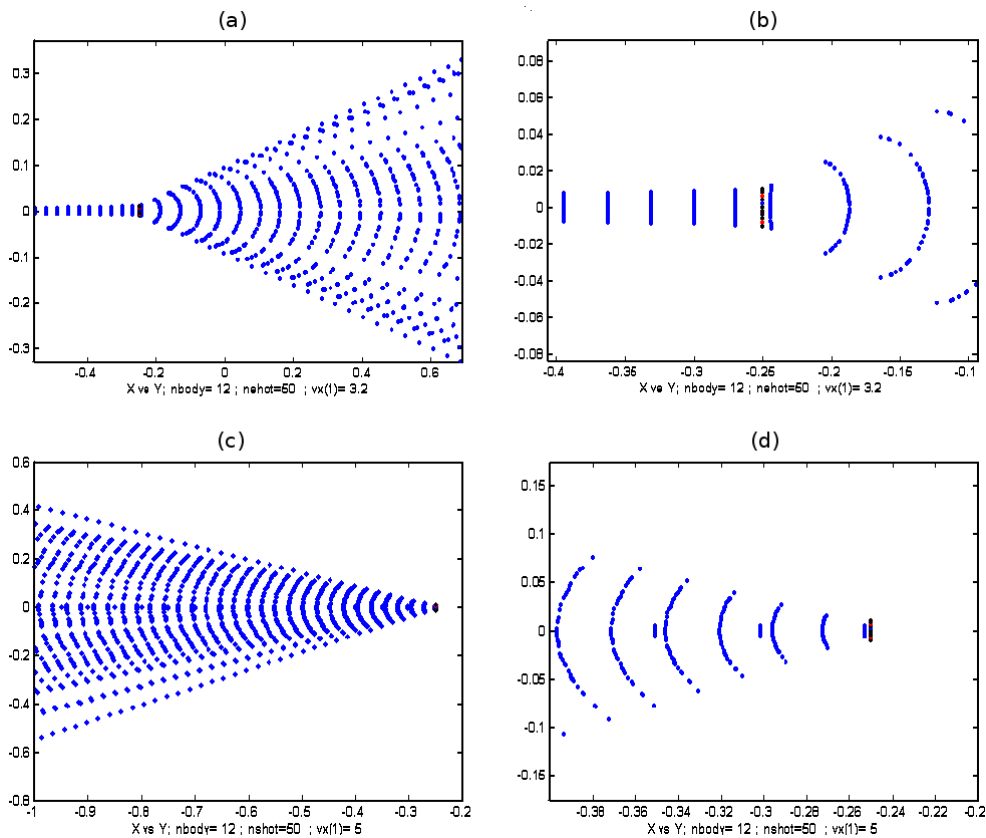 (a)
0.3
0.2
0.1
0
-0.1
-0.2
-0.3
-0.4 -0.2 0 0.2 0.4 0.6
X vs Y; nbody= 12 ; nshot=50 ; vx(1)= 3.2
(b)
0.08
0.06
0.04
0.02
0
-0.02
-0.04
-0.06
-0.08
-0.4 -0.35 -0.3 -0.25 -0.2 -0.15 -0.1
X vs Y; nbody= 12 ; nshot=50 ; vx(1)= 3.2
(c)
0.6
0.4
0.2
0
-0.2
-0.4
-0.6
-0.8
-1 -0.9 -0.8 -0.7 -0.6 -0.5 -0.4 -0.3 -0.2
X vs Y; nbody= 12 ; nshot=50 ; vx(1)= 5
(d)
0.15
0.1
0.05
0
-0.05
-0.1
-0.15
-0.38 -0.36 -0.34 -0.32 -0.3 -0.28 -0.26 -0.24 -0.22 -0.2
X vs Y; nbody= 12 ; nshot=50 ; vx(1)= 5